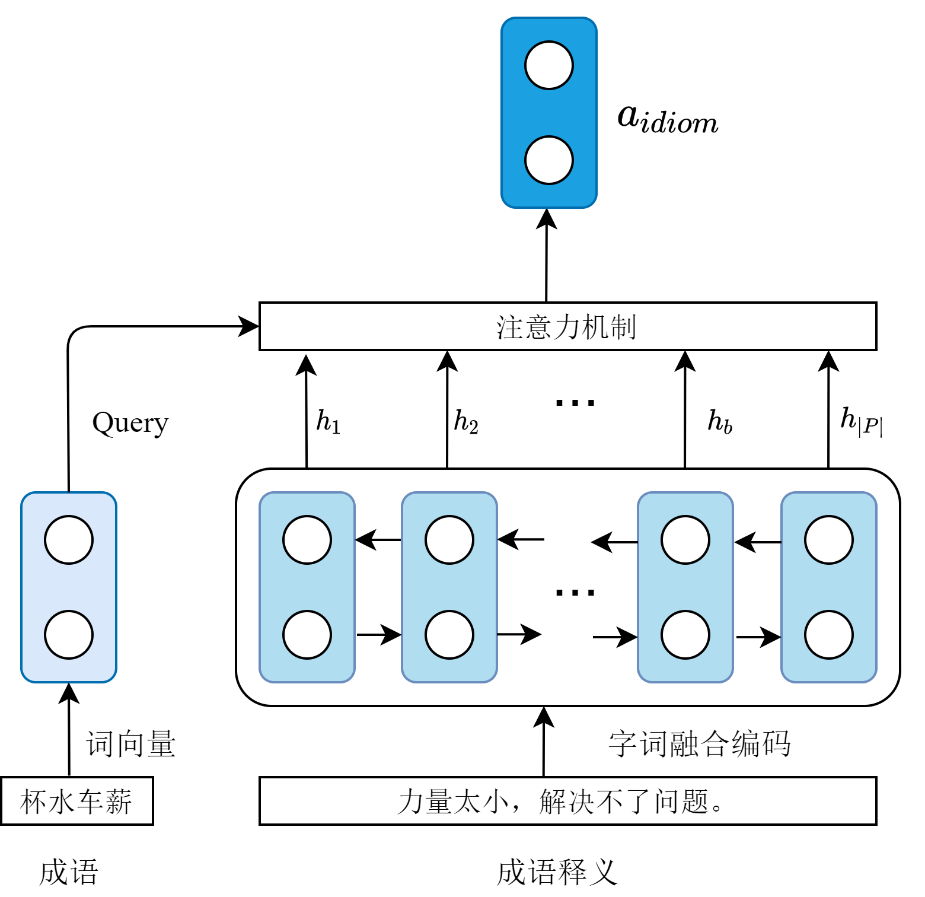 a_{idiom}
注意力机制
Query
h_1
h_2
...
h_b
h_{|P|}
...
词向量
字词融合编码
杯水车薪
力量太小，解决不了问题。
成语
成语释义